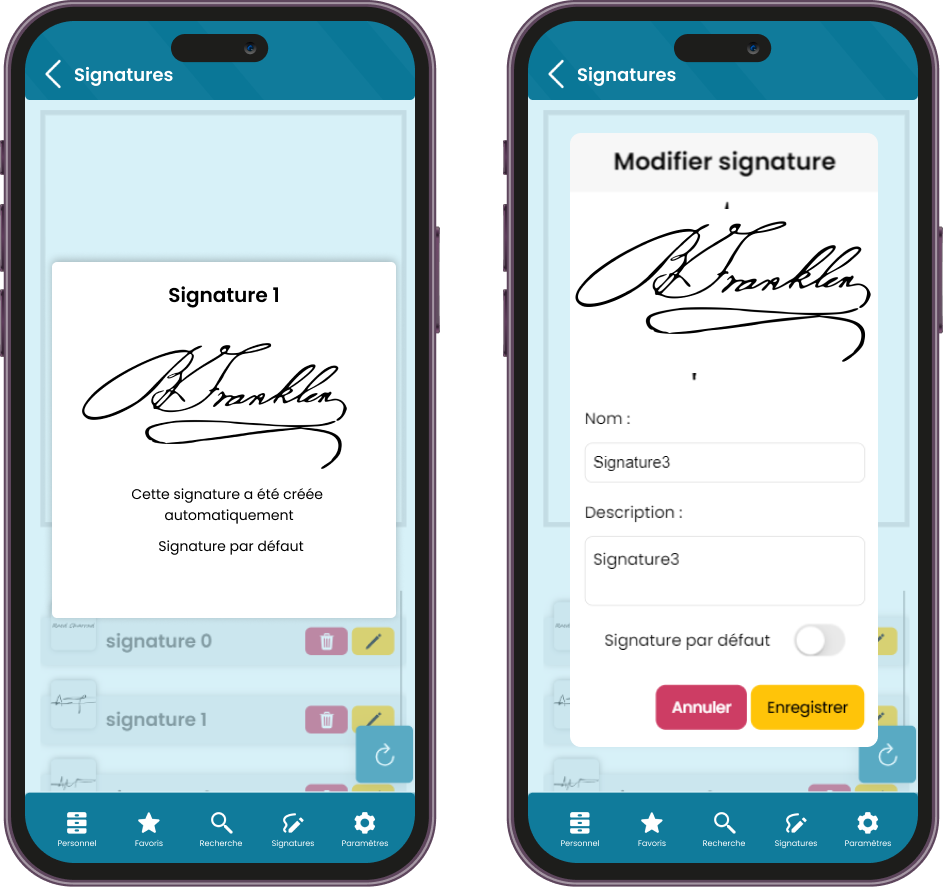 Signatures
Signature 1
B Franklin
Cette signature a été créée
automatiquement
Signature par défaut
signature 0
signature 1
Personnel
Favoris
Recherche
Signatures
Paramètres
Signatures
Modifier signature
B Franklin
Nom :
Signature3
Description :
Signature3
Signature par défaut
Annuler
Enregistrer
Personnel
Favoris
Recherche
Signatures
Paramètres